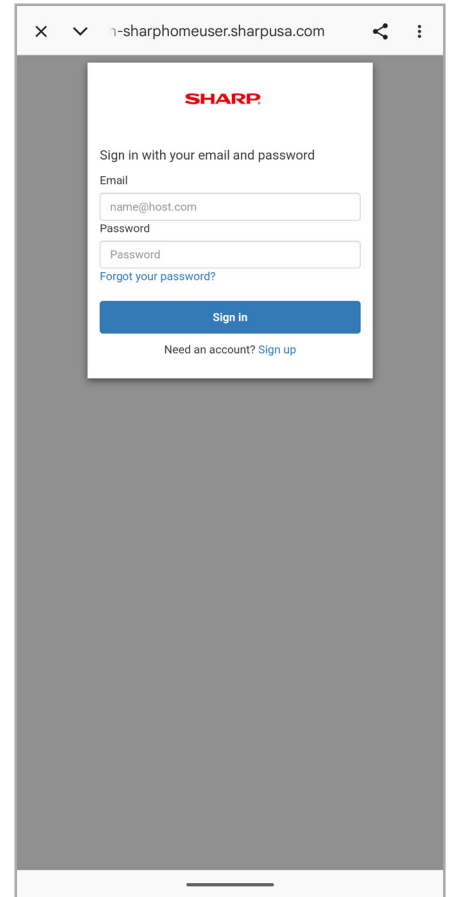 -sharphomeuser.sharpusa.com
SHARP
Sign in with your email and password
Email
name@host.com
Password
Password
Forgot your password?
Sign in
Need an account? Sign up